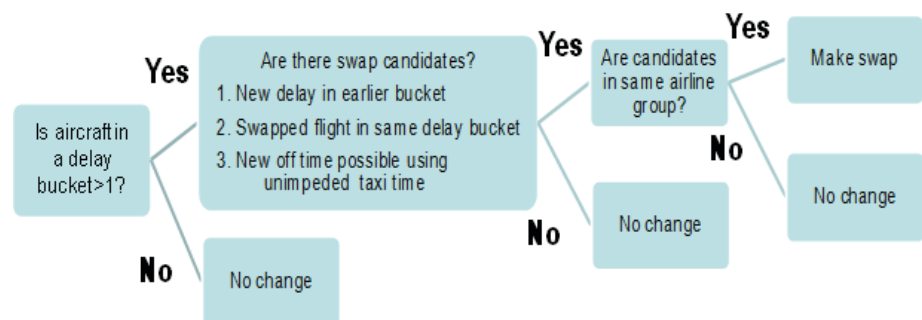 Is aircraft in
a delay
bucket>1?
Yes
No
Are there swap candidates?
1. New delay in earlier bucket
2. Swapped flight in same delay bucket
3. New off time possible using
unimpeded taxi time
No change
Yes
No
Are candidates
in same airline
group?
No change
Yes
No
Make swap
No change